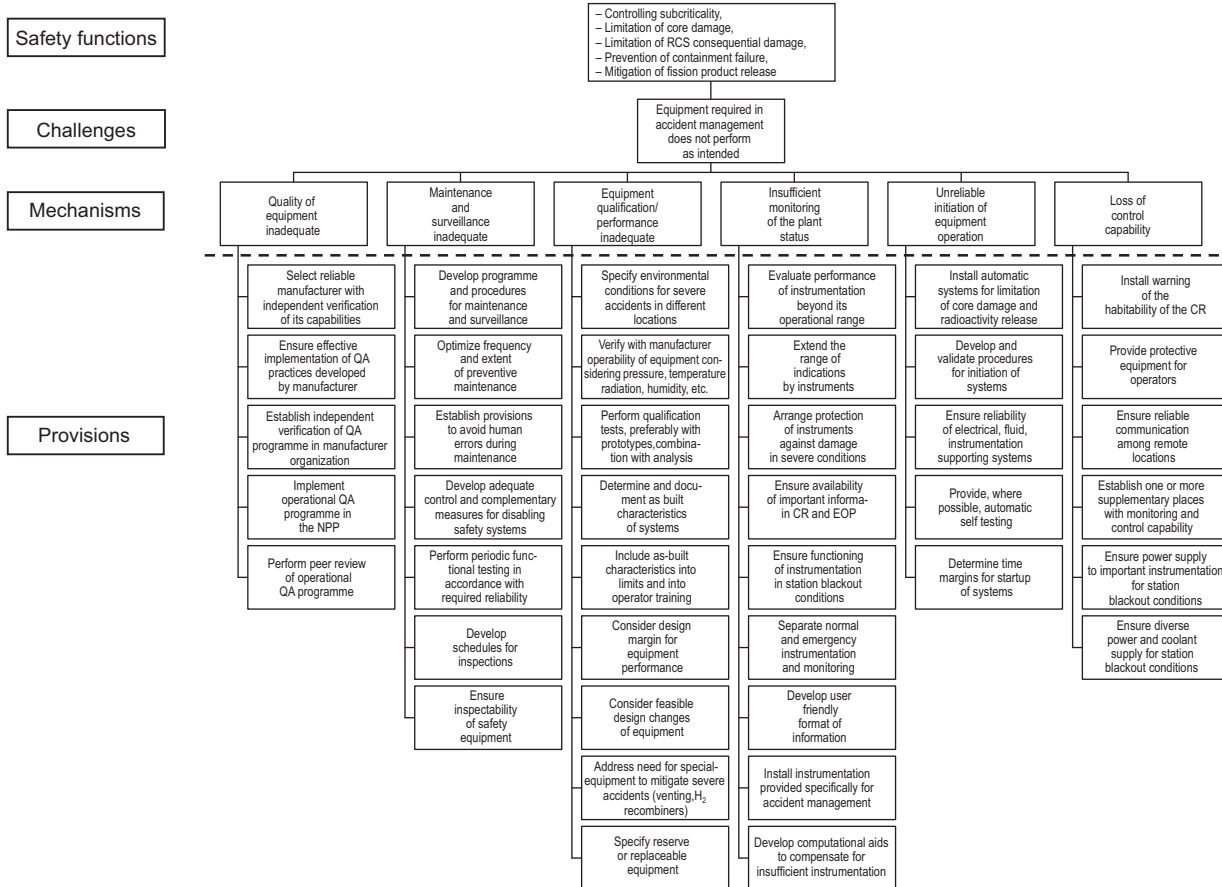 Safety functions
– Controlling subcriticality,
– Limitation of core damage,
– Limitation of RCS consequential damage,
– Prevention of containment failure,
– Mitigation of fission product release
Challenges
Equipment required in
accident management
does not perform
as intended
Mechanisms
Quality of
equipment
inadequate
Maintenance
and
surveillance
inadequate
Equipment
qualification/
performance
inadequate
Insufficient
monitoring
of the plant
status
Unreliable
initiation of
equipment
operation
Loss of
control
capability
Provisions
Select reliable
manufacturer with
independent verification
of its capabilities
Ensure effective
implementation of QA
practices developed
by manufacturer
Establish independent
verification of QA
programme in manufacturer
organization
Implement
operational QA
programme in
the NPP
Perform peer review
of operational
QA programme
Develop programme
and procedures
for maintenance
and surveillance
Optimize frequency
and extent
of preventive
maintenance
Establish provisions
to avoid human
errors during
maintenance
Develop adequate
control and complementary
measures for disabling
safety systems
Perform periodic func-
tional testing in
accordance with
required reliability
Develop
schedules for
inspections
Ensure
inspectability
of safety
equipment
Specify environmental
conditions for severe
accidents in different
locations
Verify with manufacturer
operability of equipment con-
sidering pressure, temperature
radiation, humidity, etc.
Perform qualification
tests, preferably with
prototypes,combina-
tion with analysis
Determine and docu-
ment as built
characteristics
of systems
Include as-built
characteristics into
limits and into
operator training
Consider design
margin for
equipment
performance
Consider feasible
design changes
of equipment
Address need for special-
equipment to mitigate severe
accidents (venting,H₂
recombiners)
Specify reserve
or replaceable
equipment
Evaluate performance
of instrumentation
beyond its
operational range
Extend the
range of
indications
by instruments
Arrange protection
of instruments
against damage
in severe conditions
Ensure availability
of important informa-
in CR and EOP
Ensure functioning
of instrumentation
in station blackout
conditions
Separate normal
and emergency
instrumentation
and monitoring
Develop user
friendly
format of
information
Install instrumentation
provided specifically for
accident management
Develop computational aids
to compensate for
insufficient instrumentation
Install automatic
systems for limitation
of core damage and
radioactivity release
Develop and
validate procedures
for initiation of
systems
Ensure reliability
of electrical, fluid,
instrumentation
supporting systems
Provide, where
possible, automatic
self testing
Determine time
margins for startup
of systems
Install warning
of the
habitability of the CR
Provide protective
equipment for
operators
Ensure reliable
communication
among remote
locations
Establish one or more
supplementary places
with monitoring and
control capability
Ensure power supply
to important instrumentation
for station
blackout conditions
Ensure diverse
power and coolant
supply for station
blackout conditions